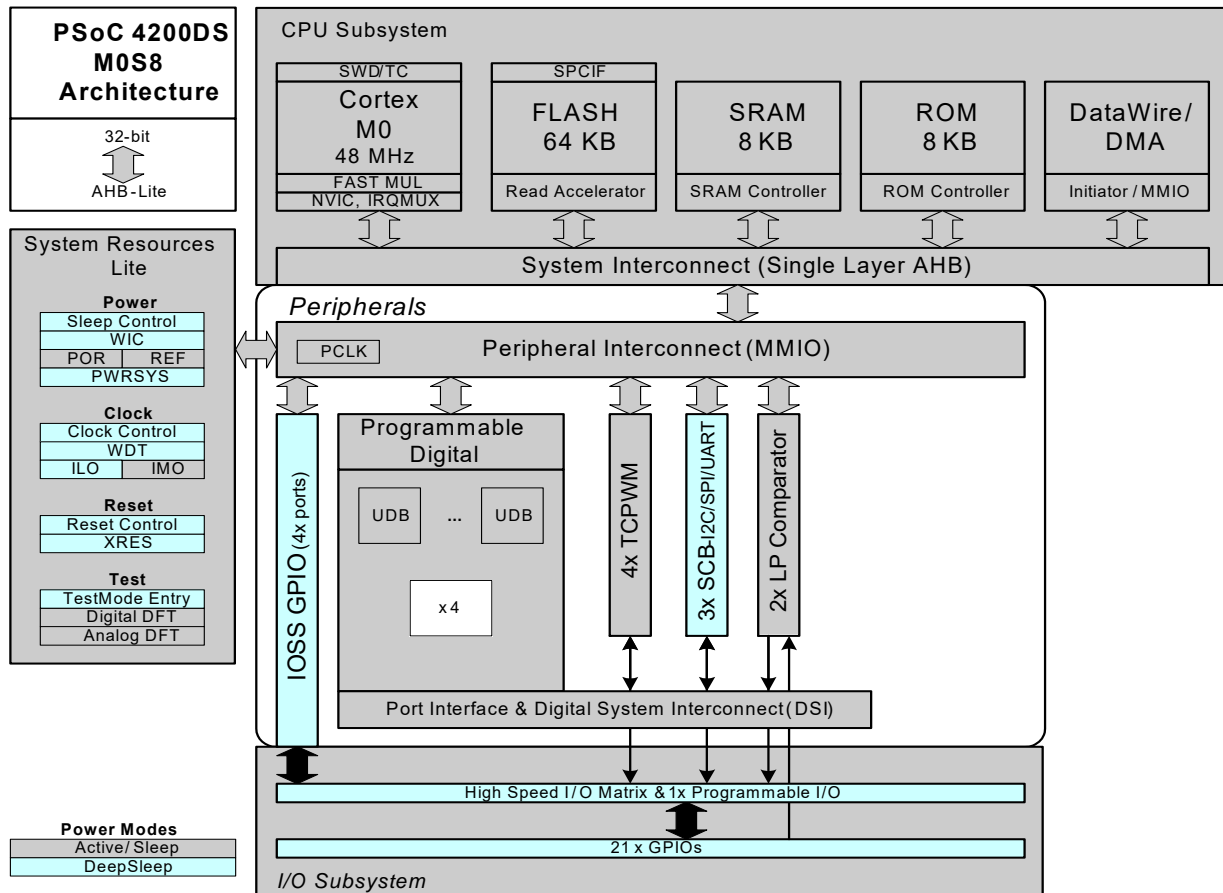 PSoC 4200DS
M0S8
Architecture
32-bit
AHB-Lite
CPU Subsystem
SWD/TC
Cortex
M0
48 MHz
FAST MUL
NVIC, IRQMUX
SPCIF
FLASH
64 KB
Read Accelerator
SRAM
8 KB
SRAM Controller
ROM
8 KB
ROM Controller
DataWire/
DMA
Initiator / MMIO
System Interconnect (Single Layer AHB)
System Resources
Lite
Power
Sleep Control
WIC
POR
REF
PWRSYS
Clock
Clock Control
WDT
ILO
IMO
Reset
Reset Control
XRES
Test
TestMode Entry
Digital DFT
Analog DFT
Peripherals
PCLK
Peripheral Interconnect (MMIO)
IOSS GPIO (4x ports)
Programmable
Digital
UDB
...
UDB
x 4
4x TCPWM
3x SCB-I2C/SPI/UART
2x LP Comparator
Port Interface & Digital System Interconnect (DSI)
High Speed I/O Matrix & 1x Programmable I/O
21 x GPIOs
I/O Subsystem
Power Modes
Active/ Sleep
DeepSleep